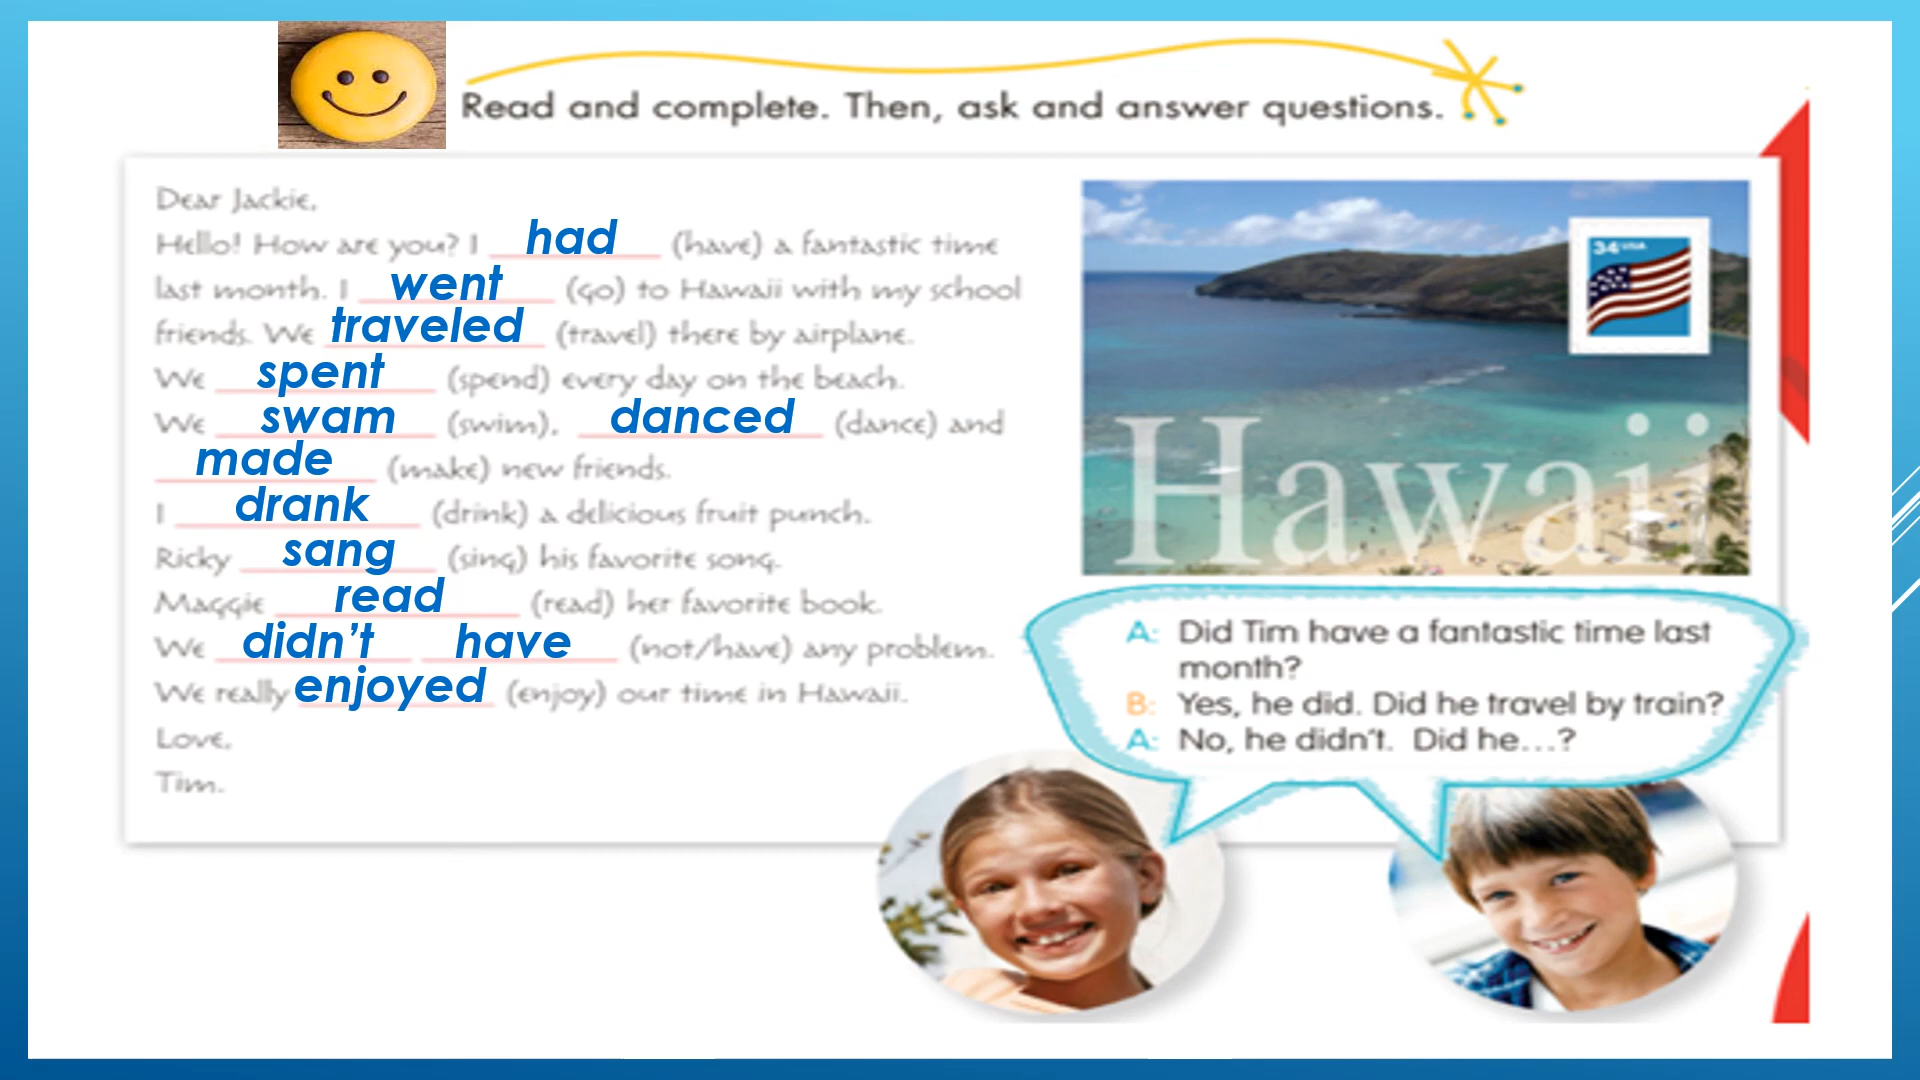 Read and complete. Then, ask and answer questions.
Dear Jackie,
Hello! How are you? I had (have) a fantastic time
last month. I went (go) to Hawaii with my school
friends. We traveled (travel) there by airplane.
We spent (spend) every day on the beach.
We swam (swim), danced (dance) and
made (make) new friends.
I drank (drink) a delicious fruit punch.
Ricky sang (sing) his favorite song.
Maggie read (read) her favorite book.
We didn't have (not/have) any problem.
We really enjoyed (enjoy) our time in Hawaii.
Love,
Tim.
34 USA
Hawaii
A: Did Tim have a fantastic time last
month?
B: Yes, he did. Did he travel by train?
A: No, he didn't. Did he...?